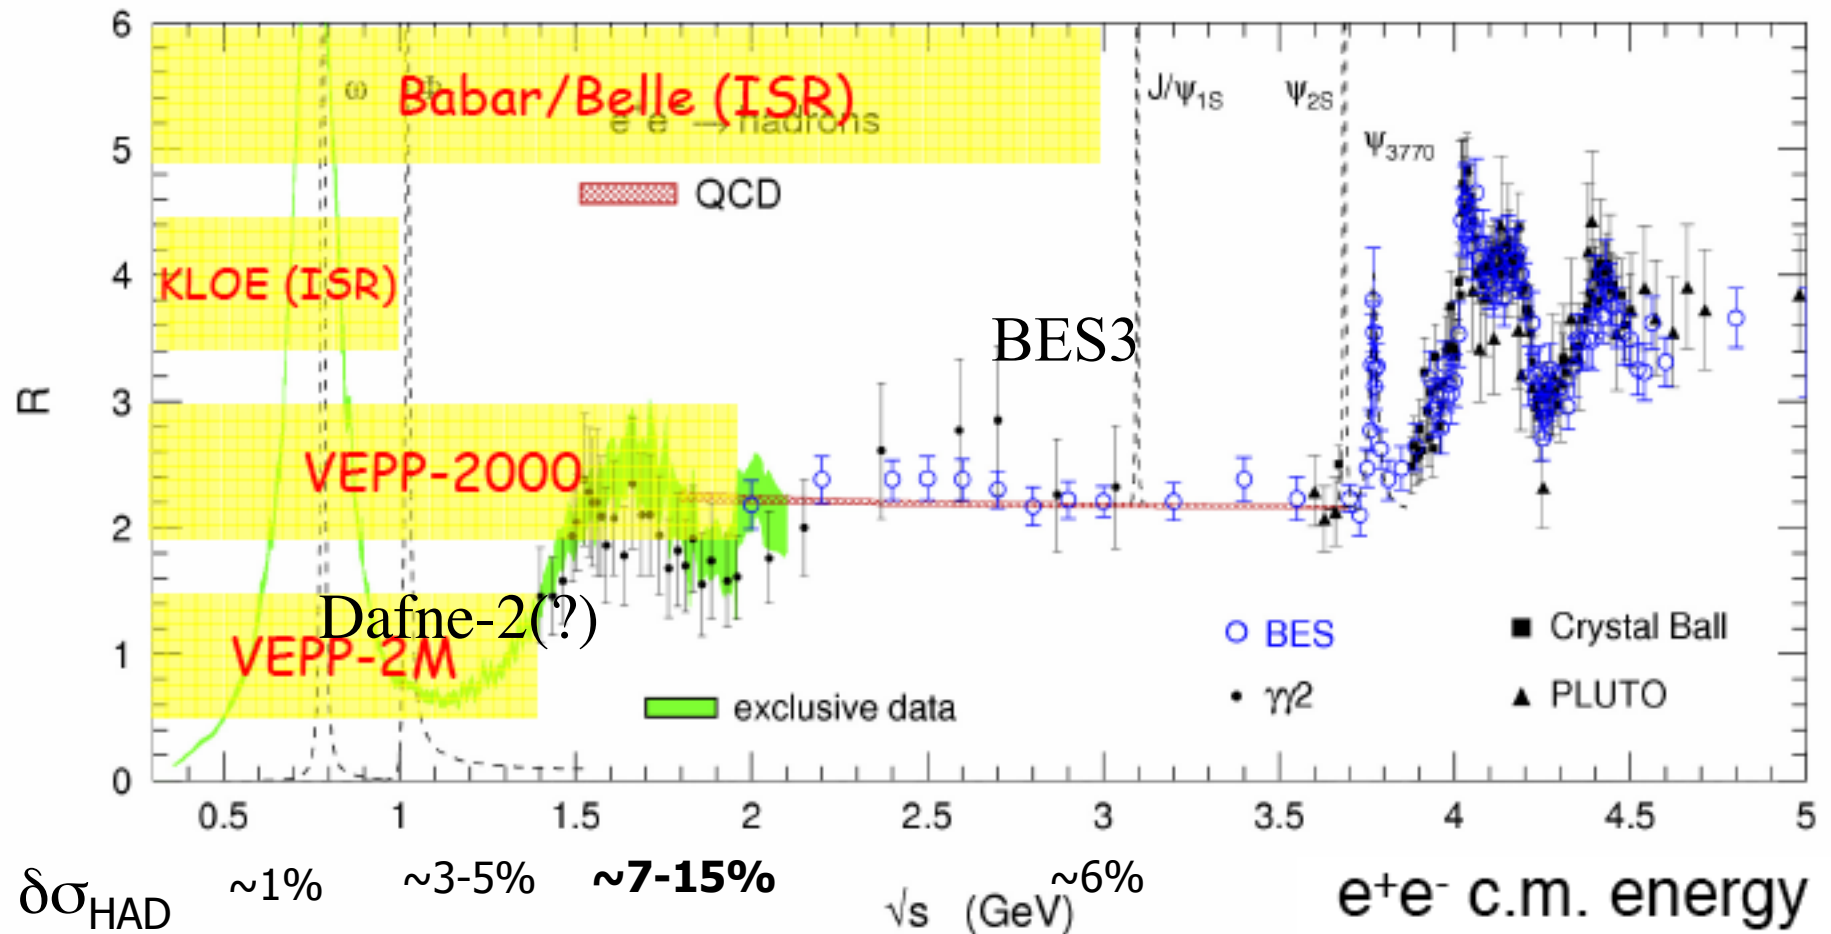 6
5
4
3
2
1
0
R
ω Φ
Babar/Belle (ISR)
e⁺e⁻ → hadrons
J/ψ1S
ψ2S
ψ3770
QCD
KLOE (ISR)
BES3
VEPP-2000
Dafne-2(?)
VEPP-2M
exclusive data
BES
Crystal Ball
γγ2
PLUTO
0.5 1 1.5 2 2.5 3 3.5 4 4.5 5
δσHAD ~1% ~3-5% ~7-15% ~6%
√s (GeV)
e⁺e⁻ c.m. energy